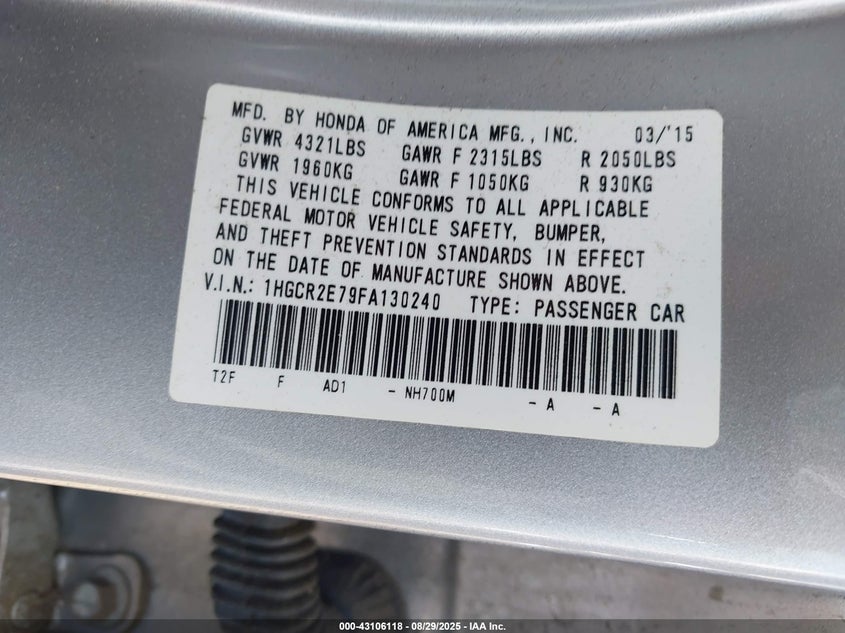 MFD. BY HONDA OF AMERICA MFG., INC. 03/'15
GVWR 4321LBS GAWR F 2315LBS R 2050LBS
GVWR 1960KG GAWR F 1050KG R 930KG
THIS VEHICLE CONFORMS TO ALL APPLICABLE
FEDERAL MOTOR VEHICLE SAFETY, BUMPER,
AND THEFT PREVENTION STANDARDS IN EFFECT
ON THE DATE OF MANUFACTURE SHOWN ABOVE.
V.I.N.: 1HGCR2E79FA130240 TYPE: PASSENGER CAR
T2F F AD1 - NH700M - A - A
000-43106118 - 08/29/2025 - IAA Inc.